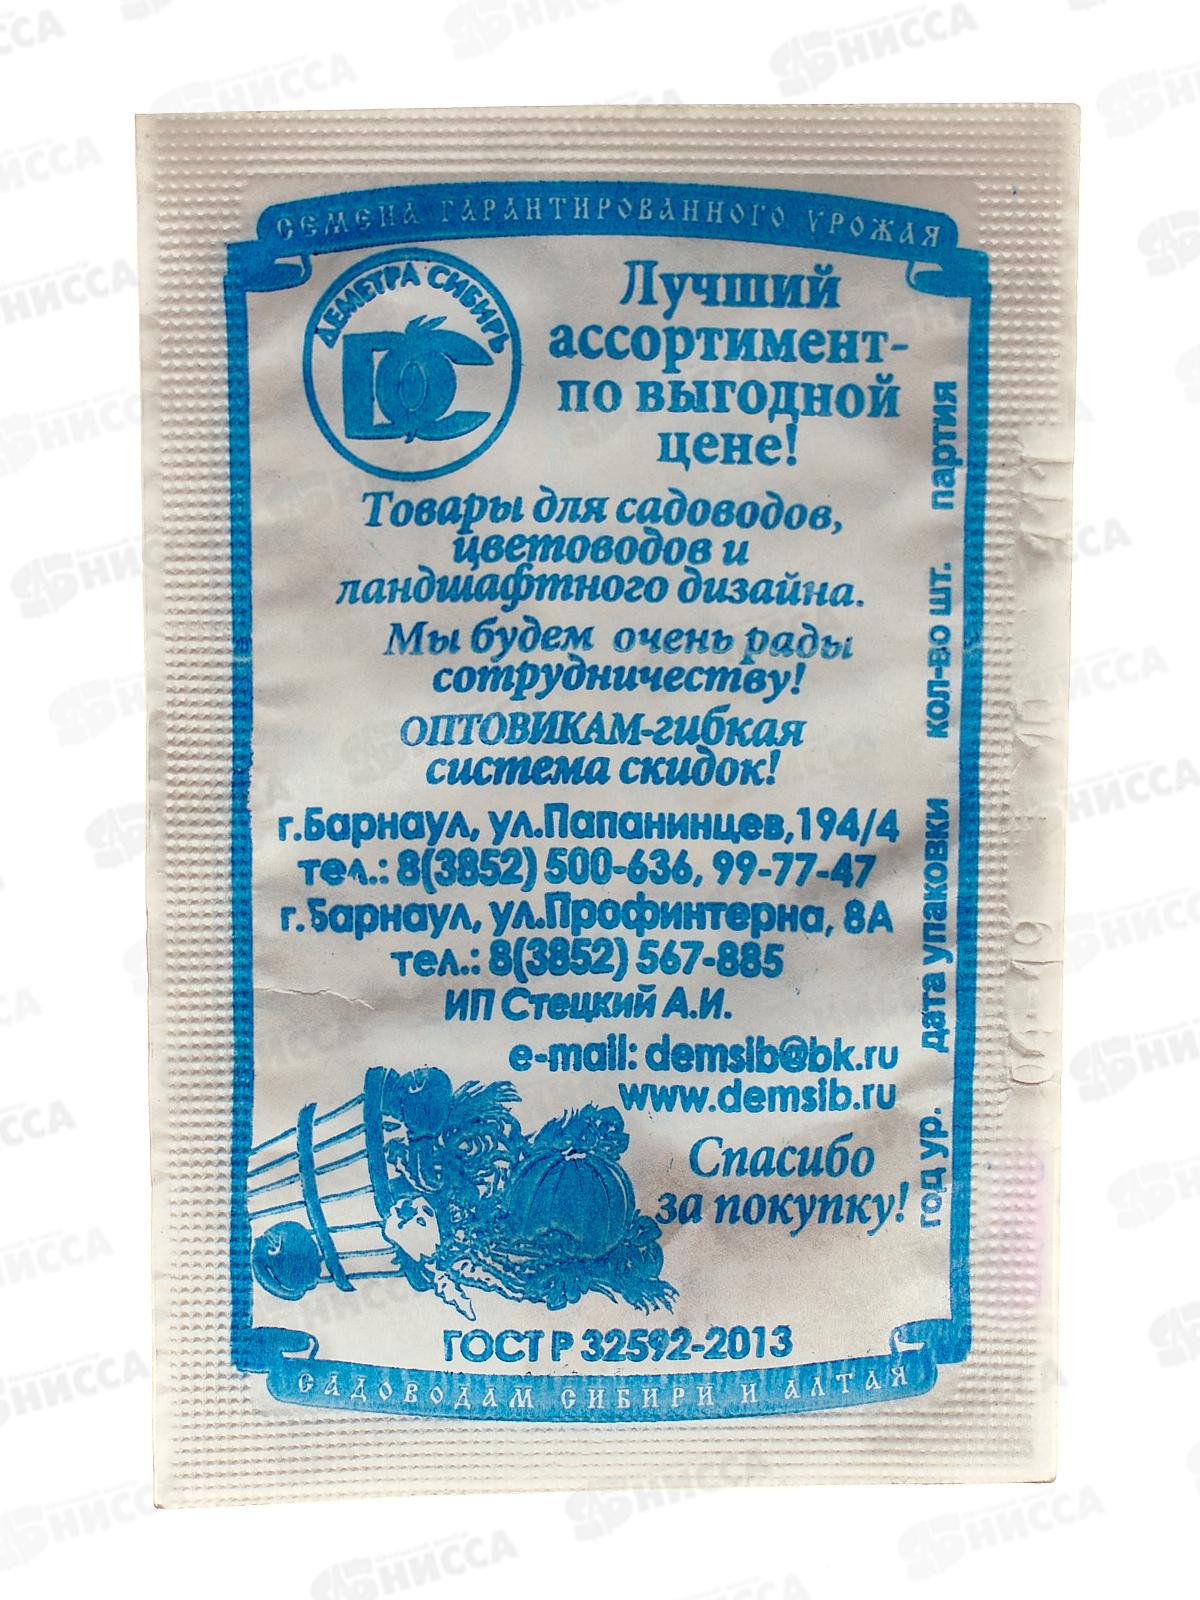 СЕМЕНА ГАРАНТИРОВАННОГО УРОЖАЯ
ДЕМЕТРА СИБИРЬ
DC
Лучший
ассортимент-
по выгодной
цене!
Товары для садоводов,
цветоводов и
ландшафтного дизайна.
Мы будем очень рады
сотрудничеству!
ОПТОВИКАМ-гибкая
система скидок!
г.Барнаул, ул.Папанинцев,194/4
тел.: 8(3852) 500-636, 99-77-47
г.Барнаул, ул.Профинтерна, 8А
тел.: 8(3852) 567-885
ИП Стецкий А.И.
e-mail: demsib@bk.ru
www.demsib.ru
Спасибо
за покупку!
ГОСТ Р 32592-2013
САДОВОДАМ СИБИРИ И АЛТАЯ
год ур. дата упаковки кол-во шт. партия
НИССА